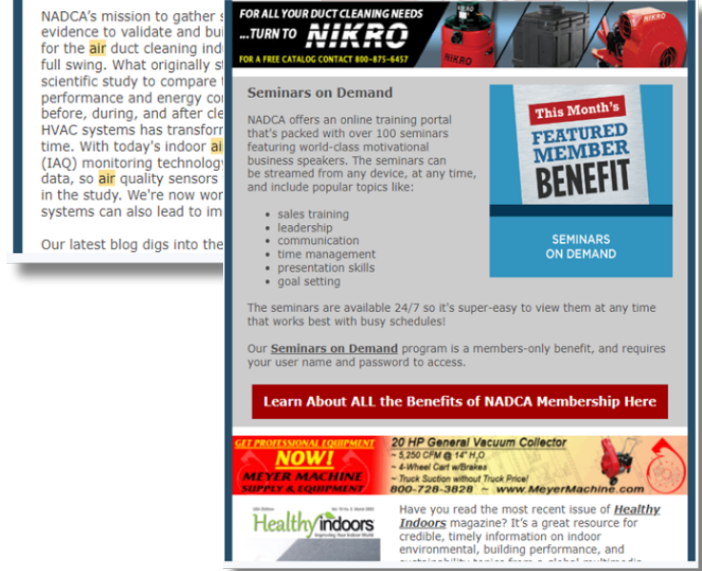 NADCA's mission to gather
evidence to validate and
for the air duct cleaning
full swing. What originally
scientific study to compare
performance and energy
before, during, and after
HVAC systems has
time. With today's indoor
(IAQ) monitoring technology
data, so air quality sensors
in the study. We're now
systems can also lead to
Our latest blog digs into the
FOR ALL YOUR DUCT CLEANING NEEDS
...TURN TO NIKRO
FOR A FREE CATALOG CONTACT 800-875-6457
NIKRO
NIKRO
Seminars on Demand
NADCA offers an online training portal
that's packed with over 100 seminars
featuring world-class motivational
business speakers. The seminars can
be streamed from any device, at any time,
and include popular topics like:
• sales training
• leadership
• communication
• time management
• presentation skills
• goal setting
This Month's
FEATURED
MEMBER
BENEFIT
SEMINARS
ON DEMAND
The seminars are available 24/7 so it's super-easy to view them at any time
that works best with busy schedules!
Our Seminars on Demand program is a members-only benefit, and requires
your user name and password to access.
Learn About ALL the Benefits of NADCA Membership Here
GET PROFESSIONAL EQUIPMENT
NOW!
MEYER MACHINE
SUPPLY & EQUIPMENT
20 HP General Vacuum Collector
~ 5,250 CFM @ 14" H2O
~ 4-Wheel Cart w/Brakes
~ Truck Suction without Truck Price!
800-728-3828 ~ www.MeyerMachine.com
Healthy indoors
Improving Your Indoor World
Have you read the most recent issue of Healthy
Indoors magazine? It's a great resource for
credible, timely information on indoor
environmental, building performance, and